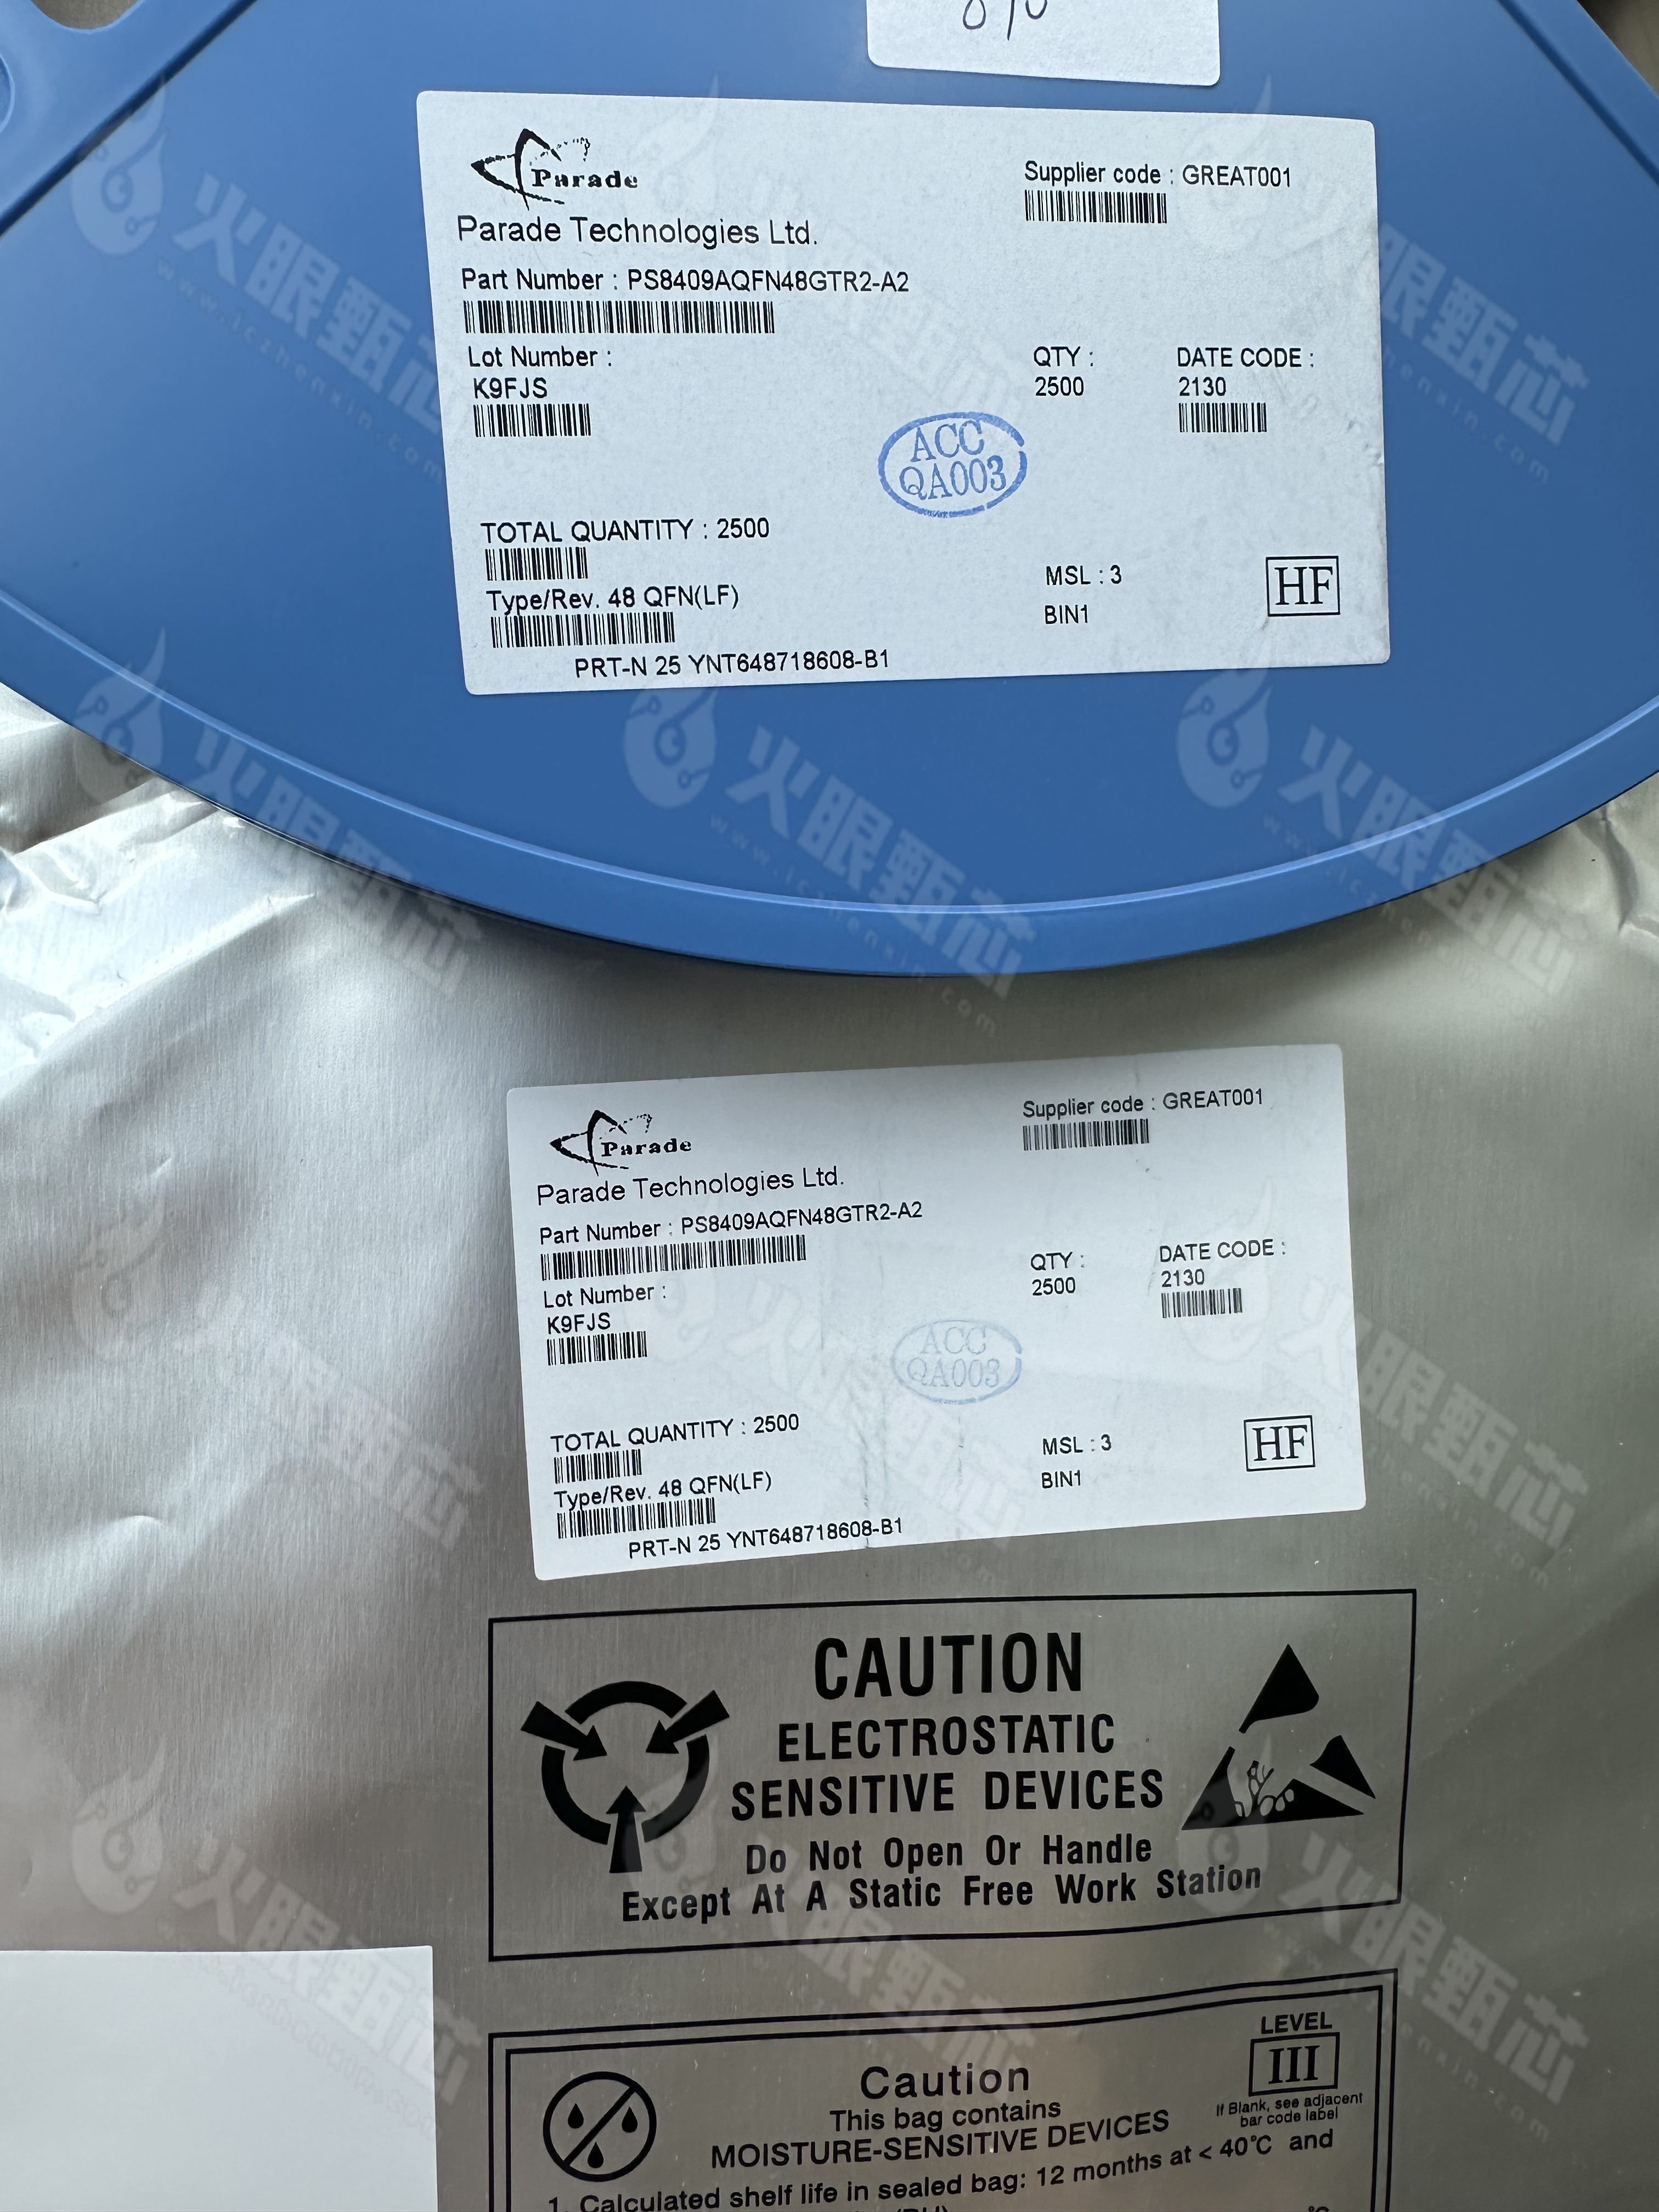 Parade
Supplier code : GREAT001
Parade Technologies Ltd.
Part Number : PS8409AQFN48GTR2-A2
Lot Number :
K9FJS
QTY :
2500
DATE CODE :
2130
ACC
QA003
TOTAL QUANTITY : 2500
Type/Rev. 48 QFN(LF)
MSL : 3
BIN1
HF
PRT-N 25 YNT648718608-B1
Parade
Supplier code : GREAT001
Parade Technologies Ltd.
Part Number : PS8409AQFN48GTR2-A2
Lot Number :
K9FJS
QTY :
2500
DATE CODE :
2130
ACC
QA003
TOTAL QUANTITY : 2500
Type/Rev. 48 QFN(LF)
MSL : 3
BIN1
HF
PRT-N 25 YNT648718608-B1
CAUTION
ELECTROSTATIC
SENSITIVE DEVICES
Do Not Open Or Handle
Except At A Static Free Work Station
LEVEL
III
If Blank, see adjacent
bar code label
Caution
This bag contains
MOISTURE-SENSITIVE DEVICES
1. Calculated shelf life in sealed bag: 12 months at < 40°C and
火眼甄芯
www.iczhenxin.com